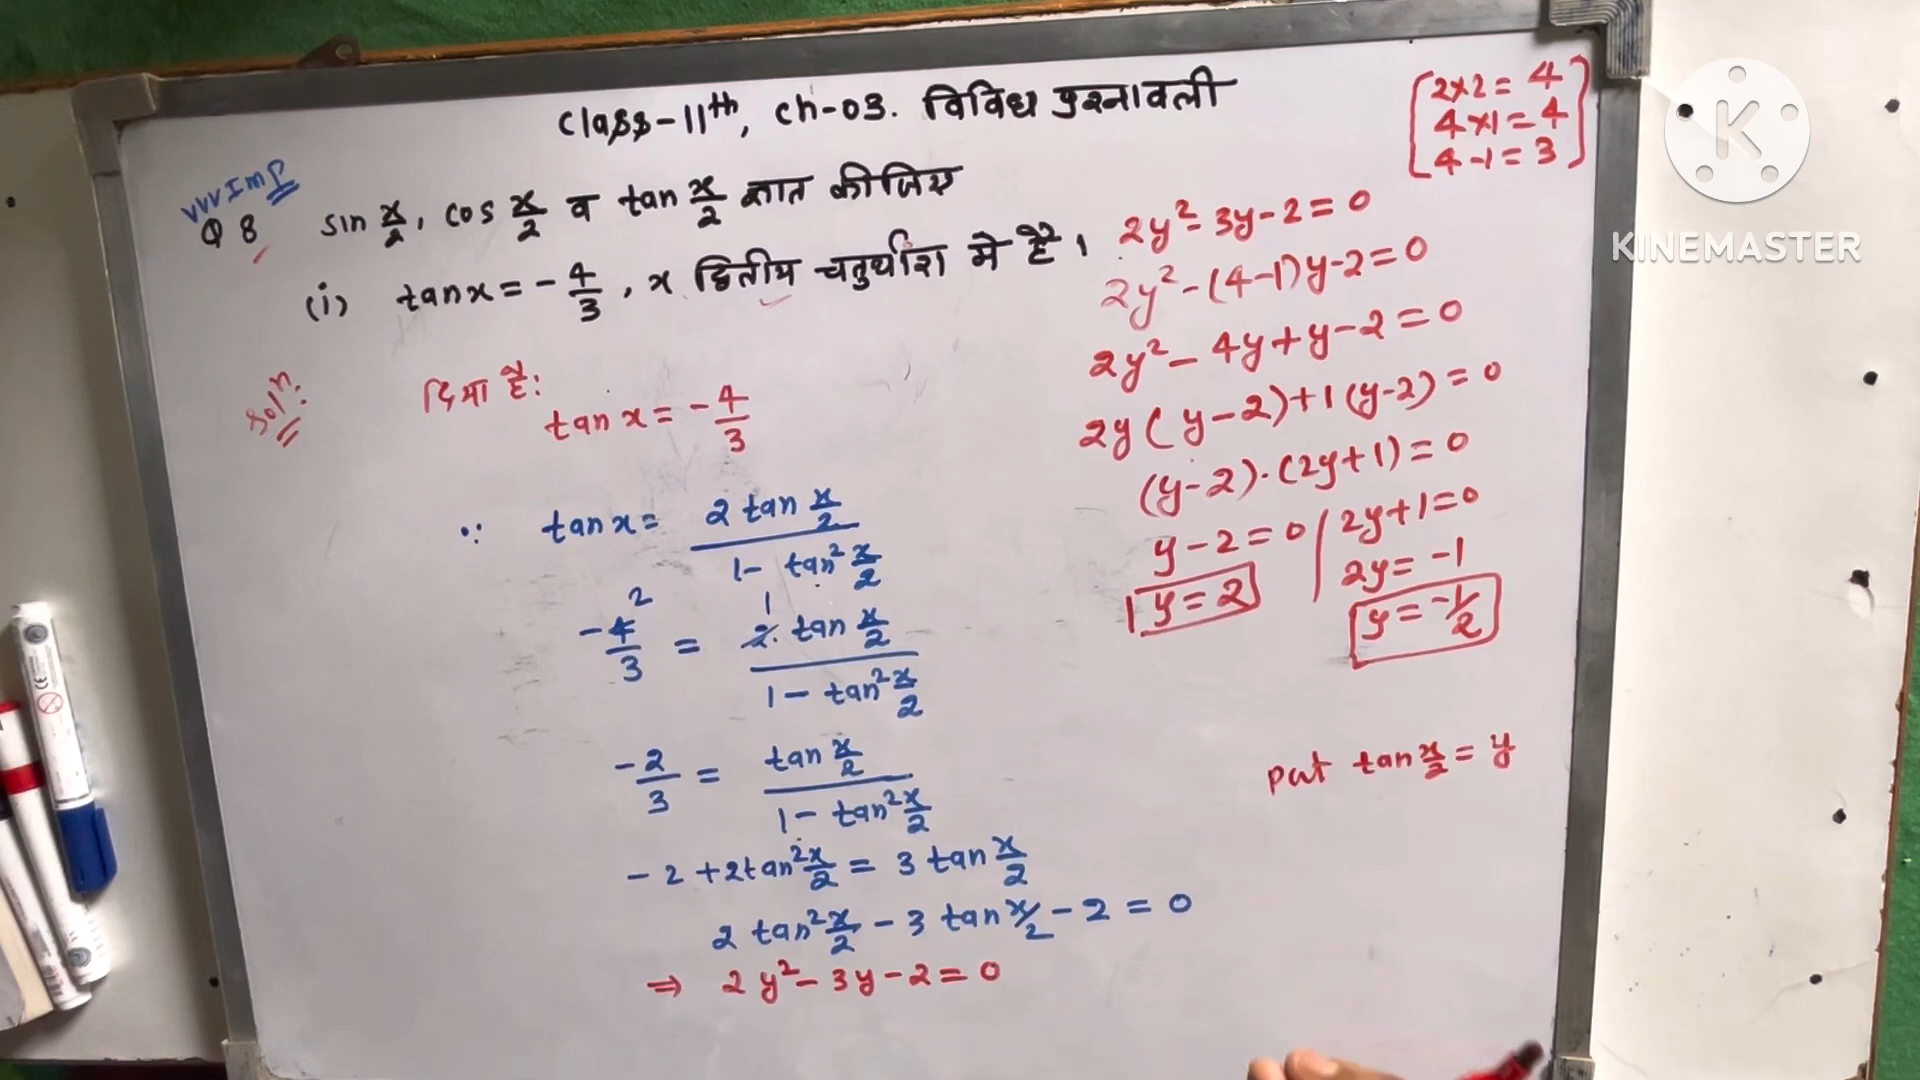 Class-11th, Ch-03. विविध प्रश्नावली
VVVImp
Q 8 sin x/2, cos x/2 व tan x/2 ज्ञात कीजिए
(i) tan x = -4/3, x द्वितीय चतुर्थांश मे है।
Soln:
दिया है:
tan x = -4/3
∵ tan x = 2 tan x/2 / 1 - tan² x/2
-4/3 = 2. tan x/2 / 1 - tan² x/2
2 1
-2/3 = tan x/2 / 1 - tan² x/2
-2 + 2tan² x/2 = 3 tan x/2
2 tan² x/2 - 3 tan x/2 - 2 = 0
⇒ 2y² - 3y - 2 = 0
[2×2 = 4
4×1 = 4
4-1 = 3]
2y² - 3y - 2 = 0
2y² - (4-1)y - 2 = 0
2y² - 4y + y - 2 = 0
2y(y-2) + 1(y-2) = 0
(y-2).(2y+1) = 0
y - 2 = 0 / 2y + 1 = 0
y = 2
2y = -1
y = -1/2
put tan x/2 = y
K
KINEMASTER